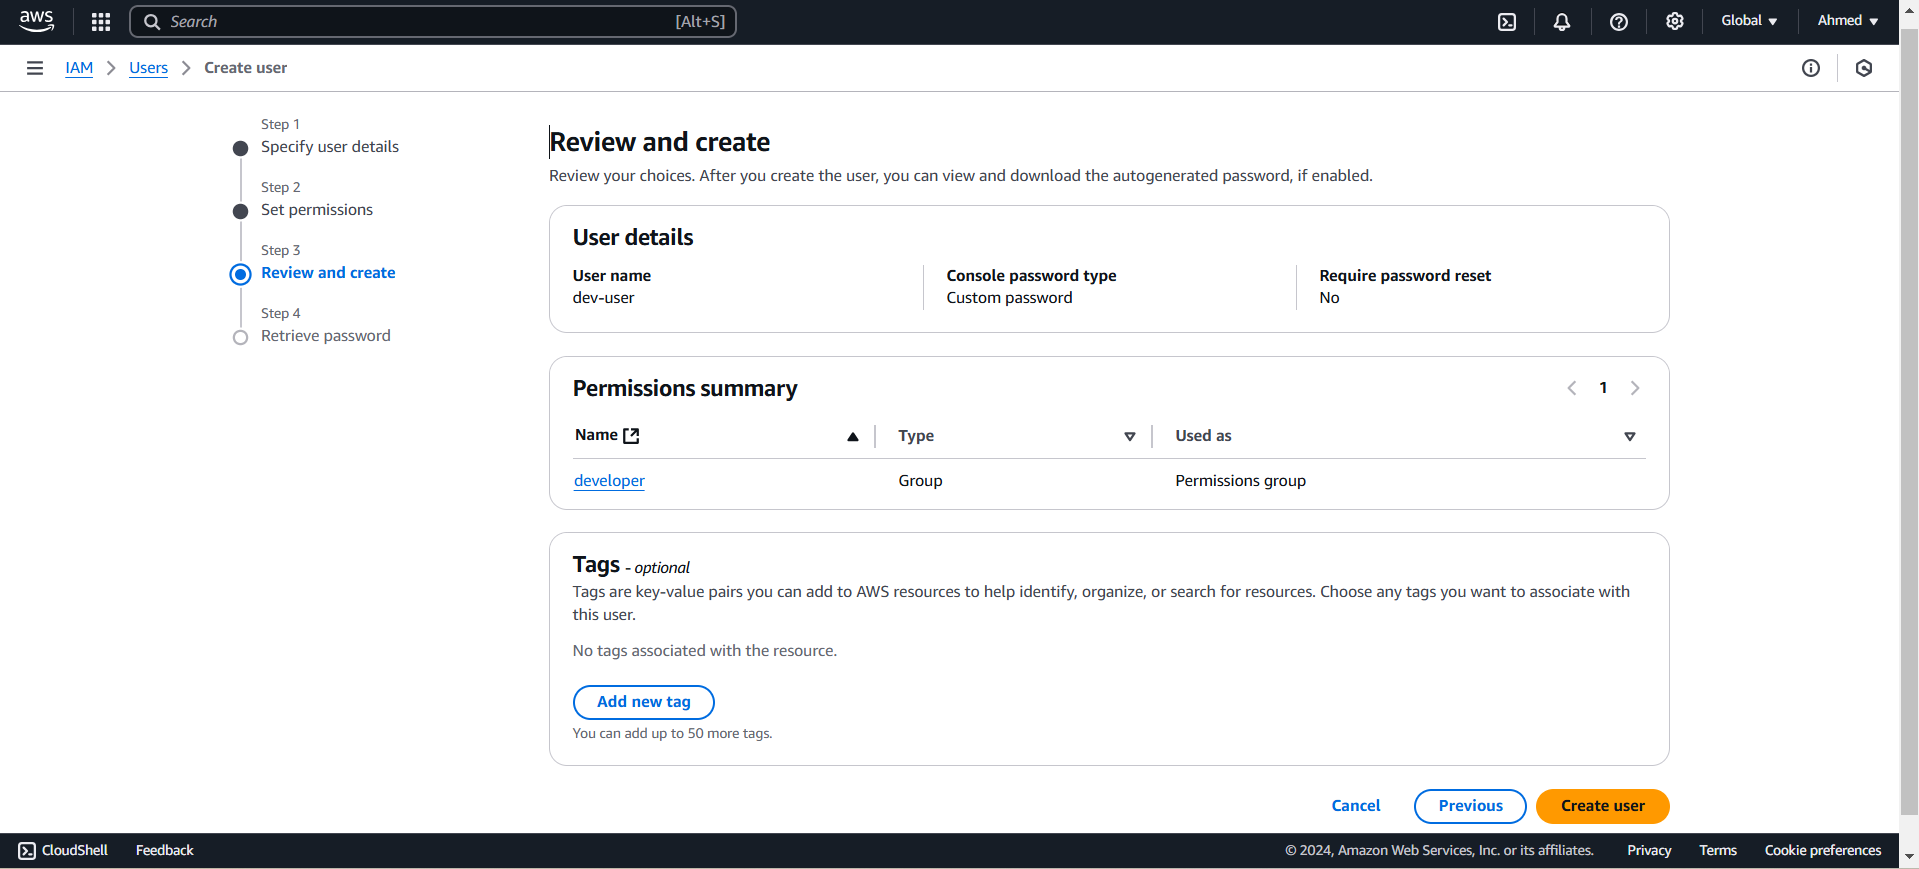 aws
Search
[Alt+S]
Global
Ahmed
IAM
Users
Create user
Step 1
Specify user details
Step 2
Set permissions
Step 3
Review and create
Step 4
Retrieve password
Review and create
Review your choices. After you create the user, you can view and download the autogenerated password, if enabled.
User details
User name
dev-user
Console password type
Custom password
Require password reset
No
Permissions summary
1
Name
Type
Used as
developer
Group
Permissions group
Tags - optional
Tags are key-value pairs you can add to AWS resources to help identify, organize, or search for resources. Choose any tags you want to associate with
this user.
No tags associated with the resource.
Add new tag
You can add up to 50 more tags.
Cancel
Previous
Create user
CloudShell
Feedback
© 2024, Amazon Web Services, Inc. or its affiliates.
Privacy
Terms
Cookie preferences